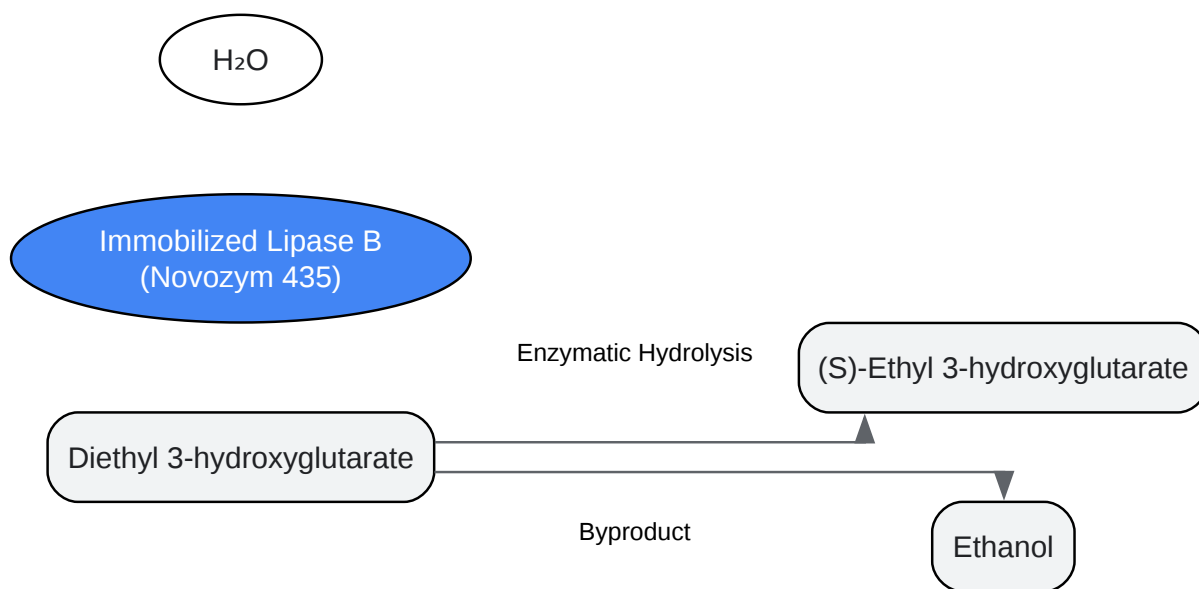 H₂O
Immobilized Lipase B
(Novozym 435)
Enzymatic Hydrolysis
(S)-Ethyl 3-hydroxyglutarate
Diethyl 3-hydroxyglutarate
Byproduct
Ethanol